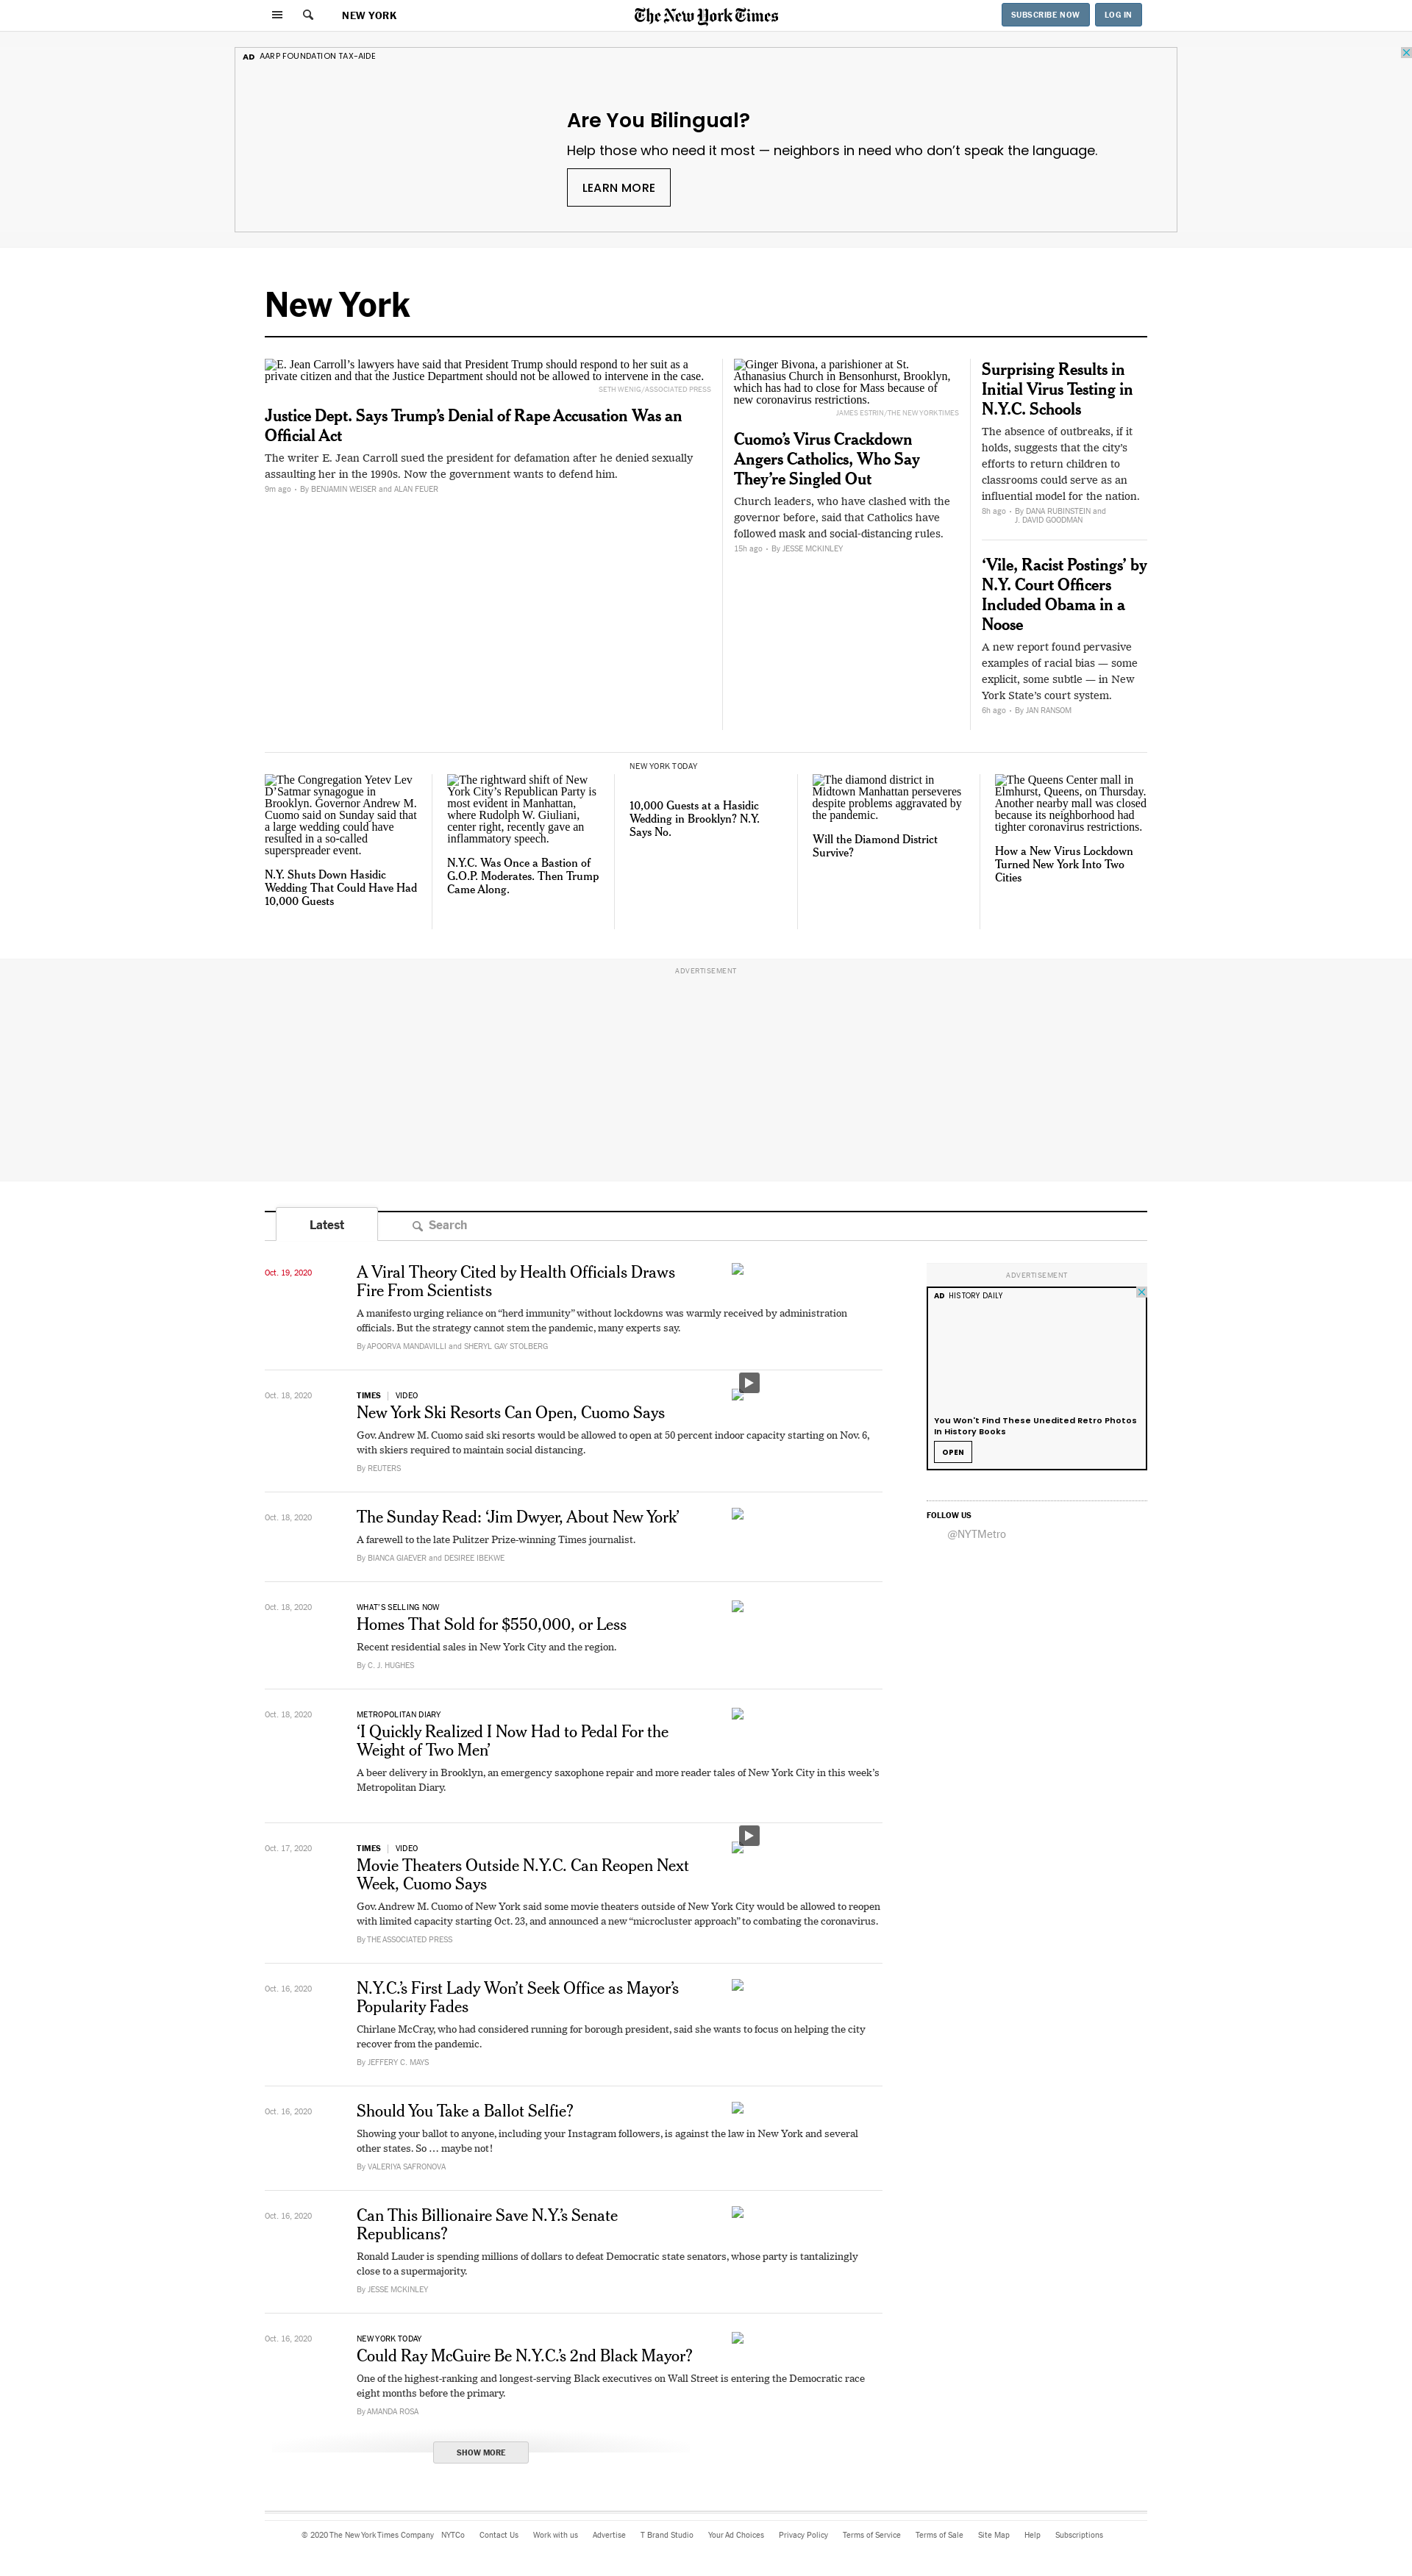 NEW YORK
The New York Times
SUBSCRIBE NOW
LOG IN
AD AARP FOUNDATION TAX-AIDE
Are You Bilingual?
Help those who need it most — neighbors in need who don’t speak the language.
LEARN MORE
New York
E. Jean Carroll’s lawyers have said that President Trump should respond to her suit as a
private citizen and that the Justice Department should not be allowed to intervene in the case.
SETH WENIG/ASSOCIATED PRESS
Justice Dept. Says Trump’s Denial of Rape Accusation Was an
Official Act
The writer E. Jean Carroll sued the president for defamation after he denied sexually
assaulting her in the 1990s. Now the government wants to defend him.
9m ago • By BENJAMIN WEISER and ALAN FEUER
Ginger Bivona, a parishioner at St.
Athanasius Church in Bensonhurst, Brooklyn,
which has had to close for Mass because of
new coronavirus restrictions.
JAMES ESTRIN/THE NEW YORK TIMES
Cuomo’s Virus Crackdown
Angers Catholics, Who Say
They’re Singled Out
Church leaders, who have clashed with the
governor before, said that Catholics have
followed mask and social-distancing rules.
15h ago • By JESSE MCKINLEY
Surprising Results in
Initial Virus Testing in
N.Y.C. Schools
The absence of outbreaks, if it
holds, suggests that the city’s
efforts to return children to
classrooms could serve as an
influential model for the nation.
8h ago • By DANA RUBINSTEIN and
J. DAVID GOODMAN
‘Vile, Racist Postings’ by
N.Y. Court Officers
Included Obama in a
Noose
A new report found pervasive
examples of racial bias — some
explicit, some subtle — in New
York State’s court system.
6h ago • By JAN RANSOM
The Congregation Yetev Lev
D’Satmar synagogue in
Brooklyn. Governor Andrew M.
Cuomo said on Sunday said that
a large wedding could have
resulted in a so-called
superspreader event.
N.Y. Shuts Down Hasidic
Wedding That Could Have Had
10,000 Guests
The rightward shift of New
York City’s Republican Party is
most evident in Manhattan,
where Rudolph W. Giuliani,
center right, recently gave an
inflammatory speech.
N.Y.C. Was Once a Bastion of
G.O.P. Moderates. Then Trump
Came Along.
NEW YORK TODAY
10,000 Guests at a Hasidic
Wedding in Brooklyn? N.Y.
Says No.
The diamond district in
Midtown Manhattan perseveres
despite problems aggravated by
the pandemic.
Will the Diamond District
Survive?
The Queens Center mall in
Elmhurst, Queens, on Thursday.
Another nearby mall was closed
because its neighborhood had
tighter coronavirus restrictions.
How a New Virus Lockdown
Turned New York Into Two
Cities
ADVERTISEMENT
Latest
Search
Oct. 19, 2020
A Viral Theory Cited by Health Officials Draws
Fire From Scientists
A manifesto urging reliance on “herd immunity” without lockdowns was warmly received by administration
officials. But the strategy cannot stem the pandemic, many experts say.
By APOORVA MANDAVILLI and SHERYL GAY STOLBERG
Oct. 18, 2020
TIMES | VIDEO
New York Ski Resorts Can Open, Cuomo Says
Gov. Andrew M. Cuomo said ski resorts would be allowed to open at 50 percent indoor capacity starting on Nov. 6,
with skiers required to maintain social distancing.
By REUTERS
Oct. 18, 2020
The Sunday Read: ‘Jim Dwyer, About New York’
A farewell to the late Pulitzer Prize-winning Times journalist.
By BIANCA GIAEVER and DESIREE IBEKWE
Oct. 18, 2020
WHAT’S SELLING NOW
Homes That Sold for $550,000, or Less
Recent residential sales in New York City and the region.
By C. J. HUGHES
Oct. 18, 2020
METROPOLITAN DIARY
‘I Quickly Realized I Now Had to Pedal For the
Weight of Two Men’
A beer delivery in Brooklyn, an emergency saxophone repair and more reader tales of New York City in this week’s
Metropolitan Diary.
Oct. 17, 2020
TIMES | VIDEO
Movie Theaters Outside N.Y.C. Can Reopen Next
Week, Cuomo Says
Gov. Andrew M. Cuomo of New York said some movie theaters outside of New York City would be allowed to reopen
with limited capacity starting Oct. 23, and announced a new “microcluster approach” to combating the coronavirus.
By THE ASSOCIATED PRESS
Oct. 16, 2020
N.Y.C.’s First Lady Won’t Seek Office as Mayor’s
Popularity Fades
Chirlane McCray, who had considered running for borough president, said she wants to focus on helping the city
recover from the pandemic.
By JEFFERY C. MAYS
Oct. 16, 2020
Should You Take a Ballot Selfie?
Showing your ballot to anyone, including your Instagram followers, is against the law in New York and several
other states. So … maybe not!
By VALERIYA SAFRONOVA
Oct. 16, 2020
Can This Billionaire Save N.Y.’s Senate
Republicans?
Ronald Lauder is spending millions of dollars to defeat Democratic state senators, whose party is tantalizingly
close to a supermajority.
By JESSE MCKINLEY
Oct. 16, 2020
NEW YORK TODAY
Could Ray McGuire Be N.Y.C.’s 2nd Black Mayor?
One of the highest-ranking and longest-serving Black executives on Wall Street is entering the Democratic race
eight months before the primary.
By AMANDA ROSA
SHOW MORE
ADVERTISEMENT
AD HISTORY DAILY
You Won't Find These Unedited Retro Photos
In History Books
OPEN
FOLLOW US
@NYTMetro
© 2020 The New York Times Company NYTCo Contact Us Work with us Advertise T Brand Studio Your Ad Choices Privacy Policy Terms of Service Terms of Sale Site Map Help Subscriptions